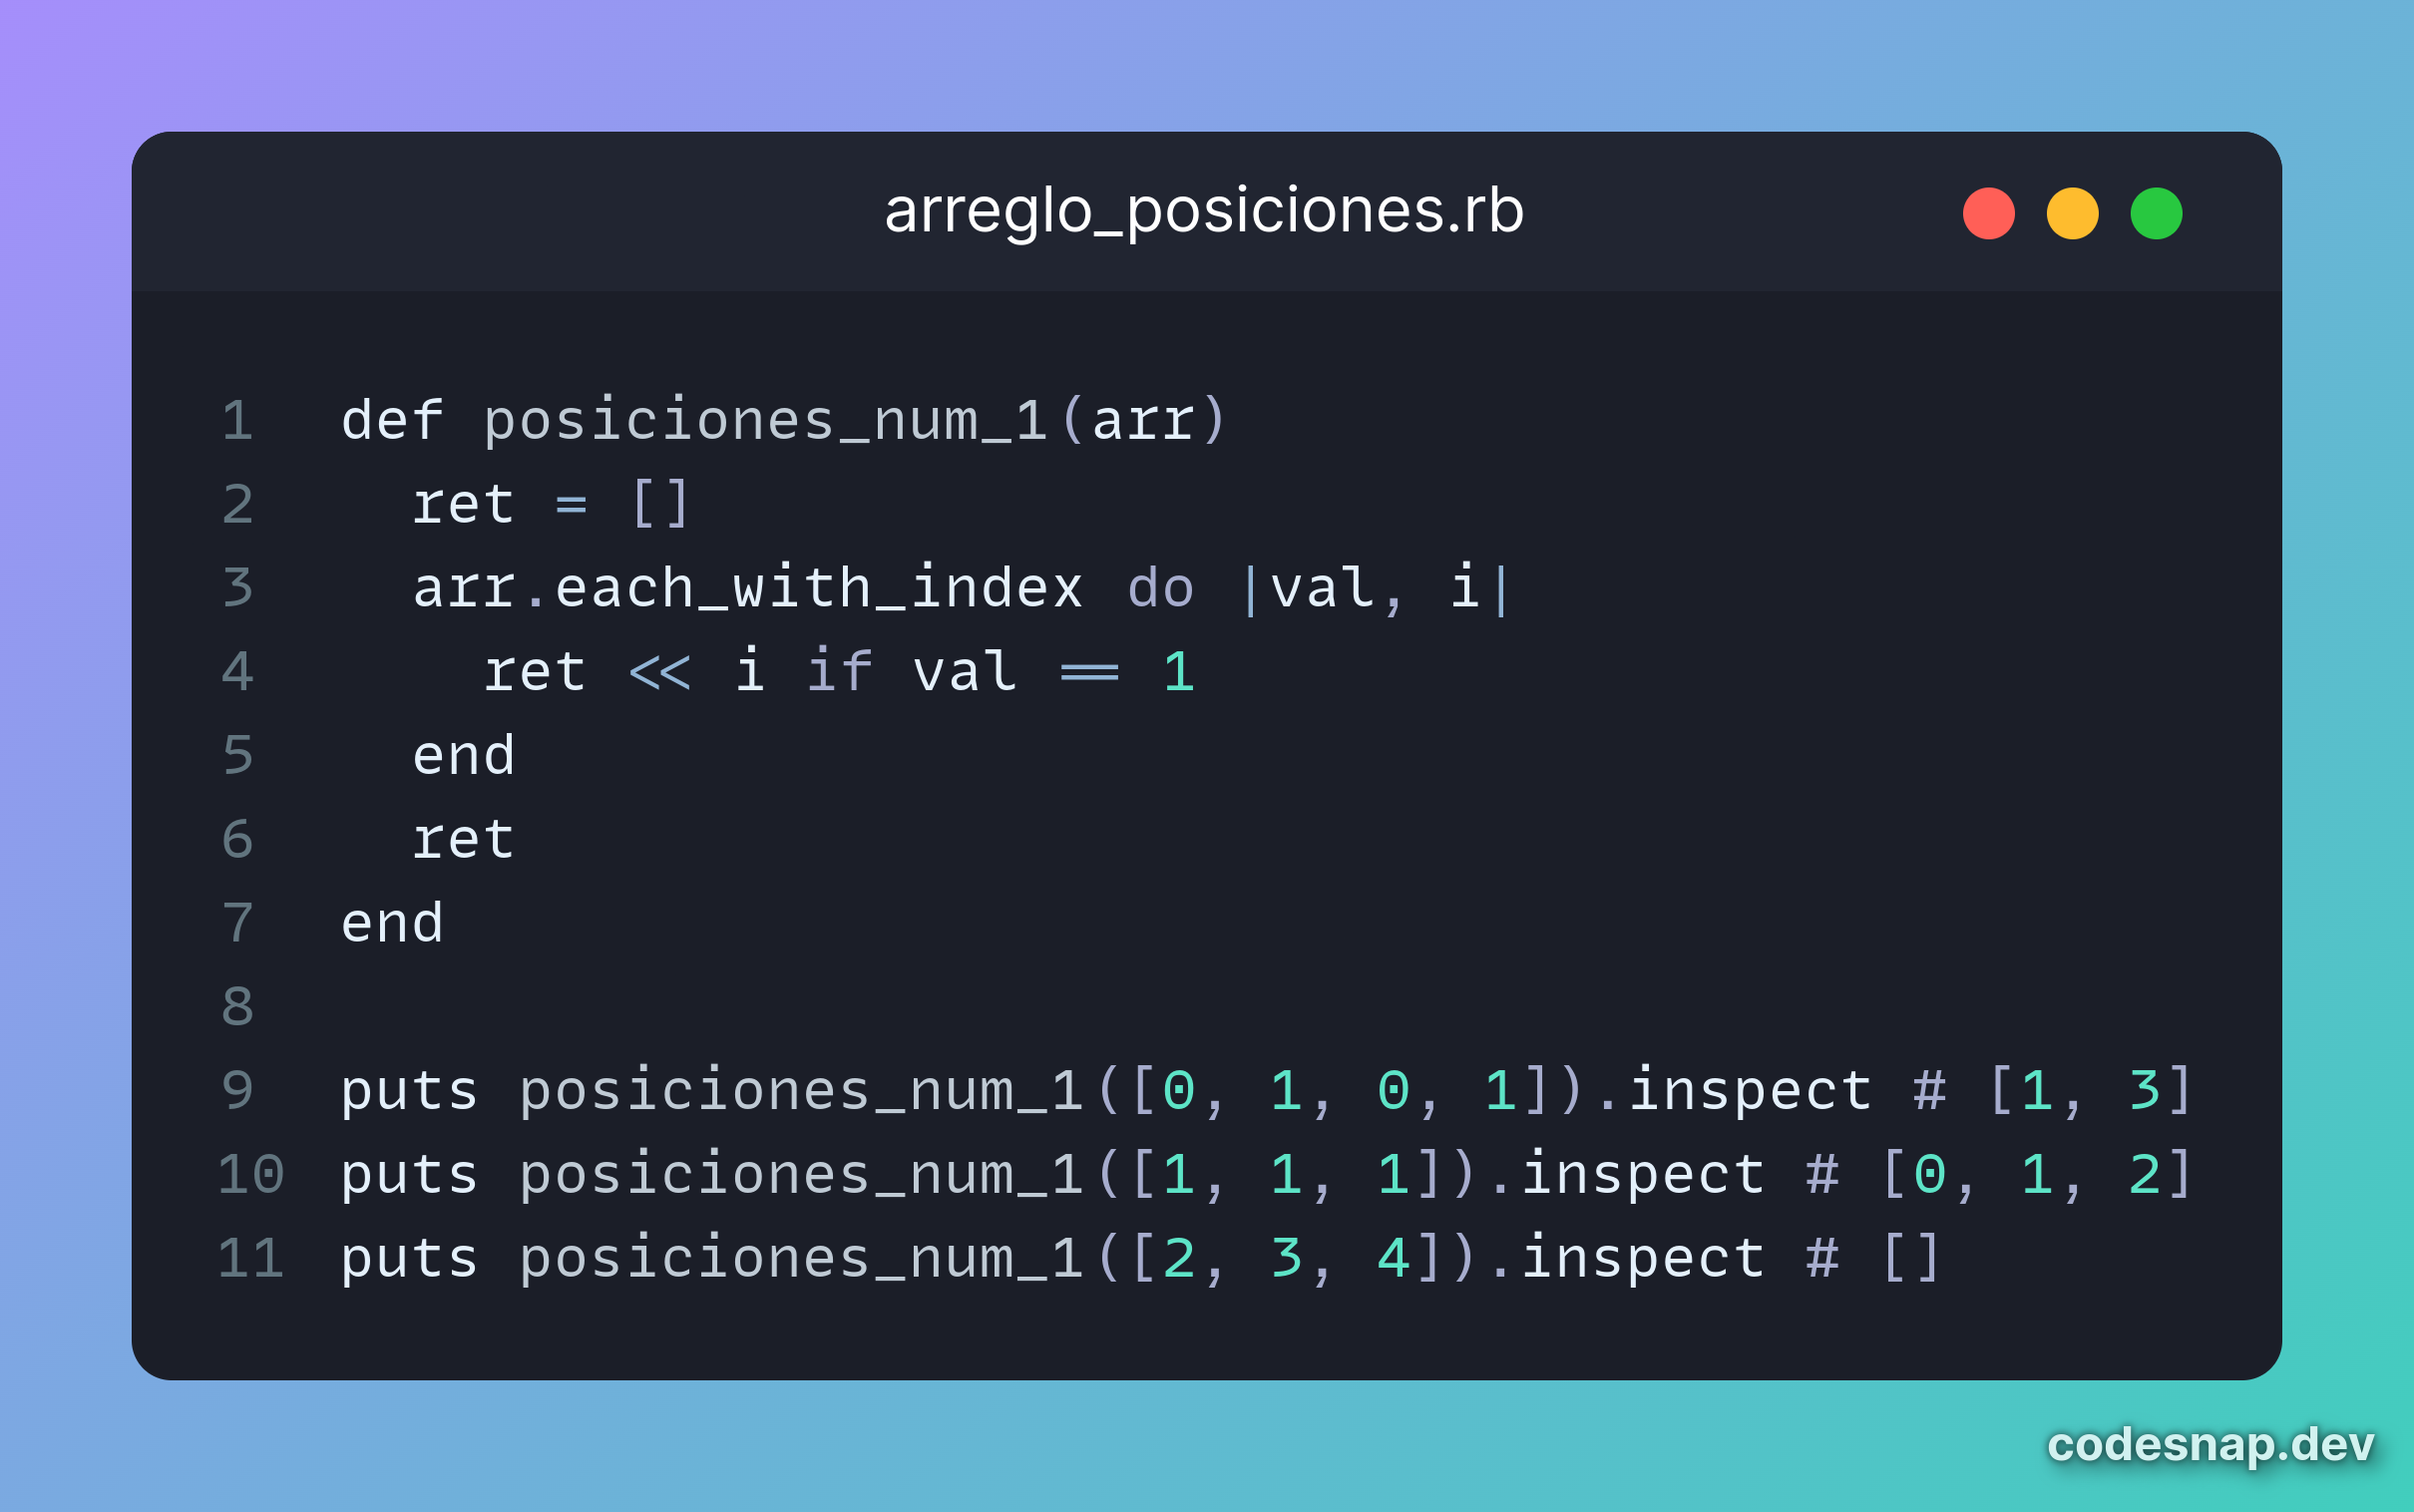 arreglo_posiciones.rb
1 def posiciones_num_1(arr)
2   ret = []
3   arr.each_with_index do |val, i|
4     ret << i if val == 1
5   end
6   ret
7 end
8
9 puts posiciones_num_1([0, 1, 0, 1]).inspect # [1, 3]
10 puts posiciones_num_1([1, 1, 1]).inspect # [0, 1, 2]
11 puts posiciones_num_1([2, 3, 4]).inspect # []
codesnap.dev